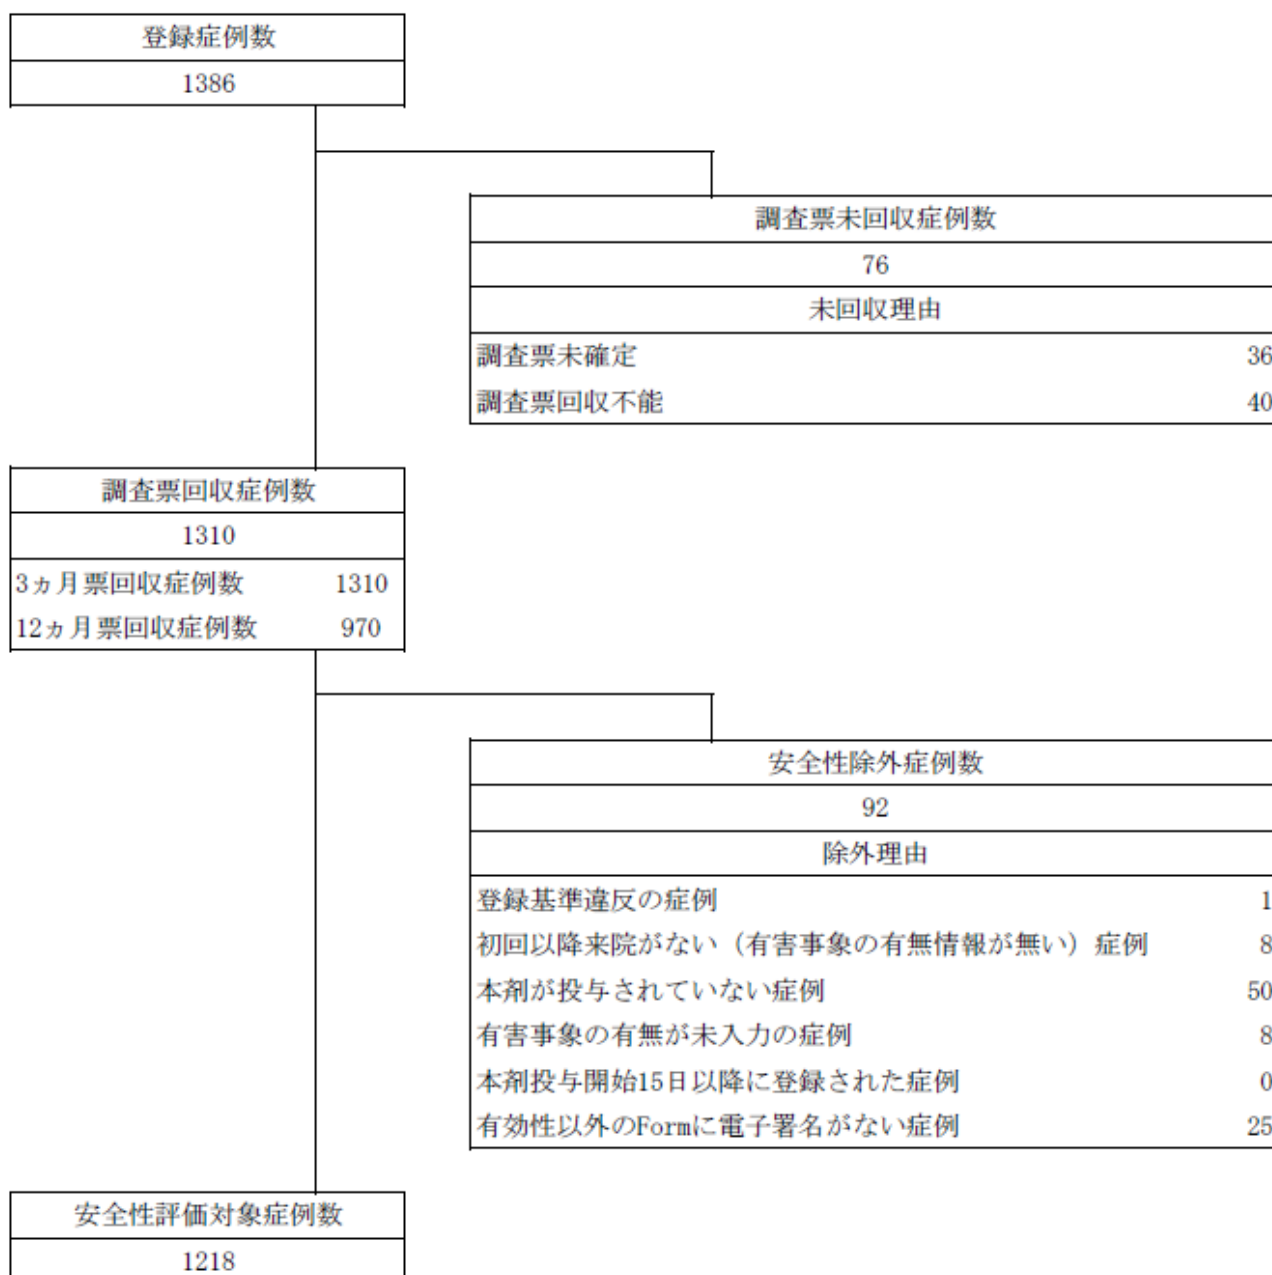 登録症例数
1386
調査票未回収症例数
76
未回収理由
調査票未確定 36
調査票回収不能 40
調査票回収症例数
1310
3ヵ月票回収症例数 1310
12ヵ月票回収症例数 970
安全性除外症例数
92
除外理由
登録基準違反の症例 1
初回以降来院がない（有害事象の有無情報が無い）症例 8
本剤が投与されていない症例 50
有害事象の有無が未入力の症例 8
本剤投与開始15日以降に登録された症例 0
有効性以外のFormに電子署名がない症例 25
安全性評価対象症例数
1218